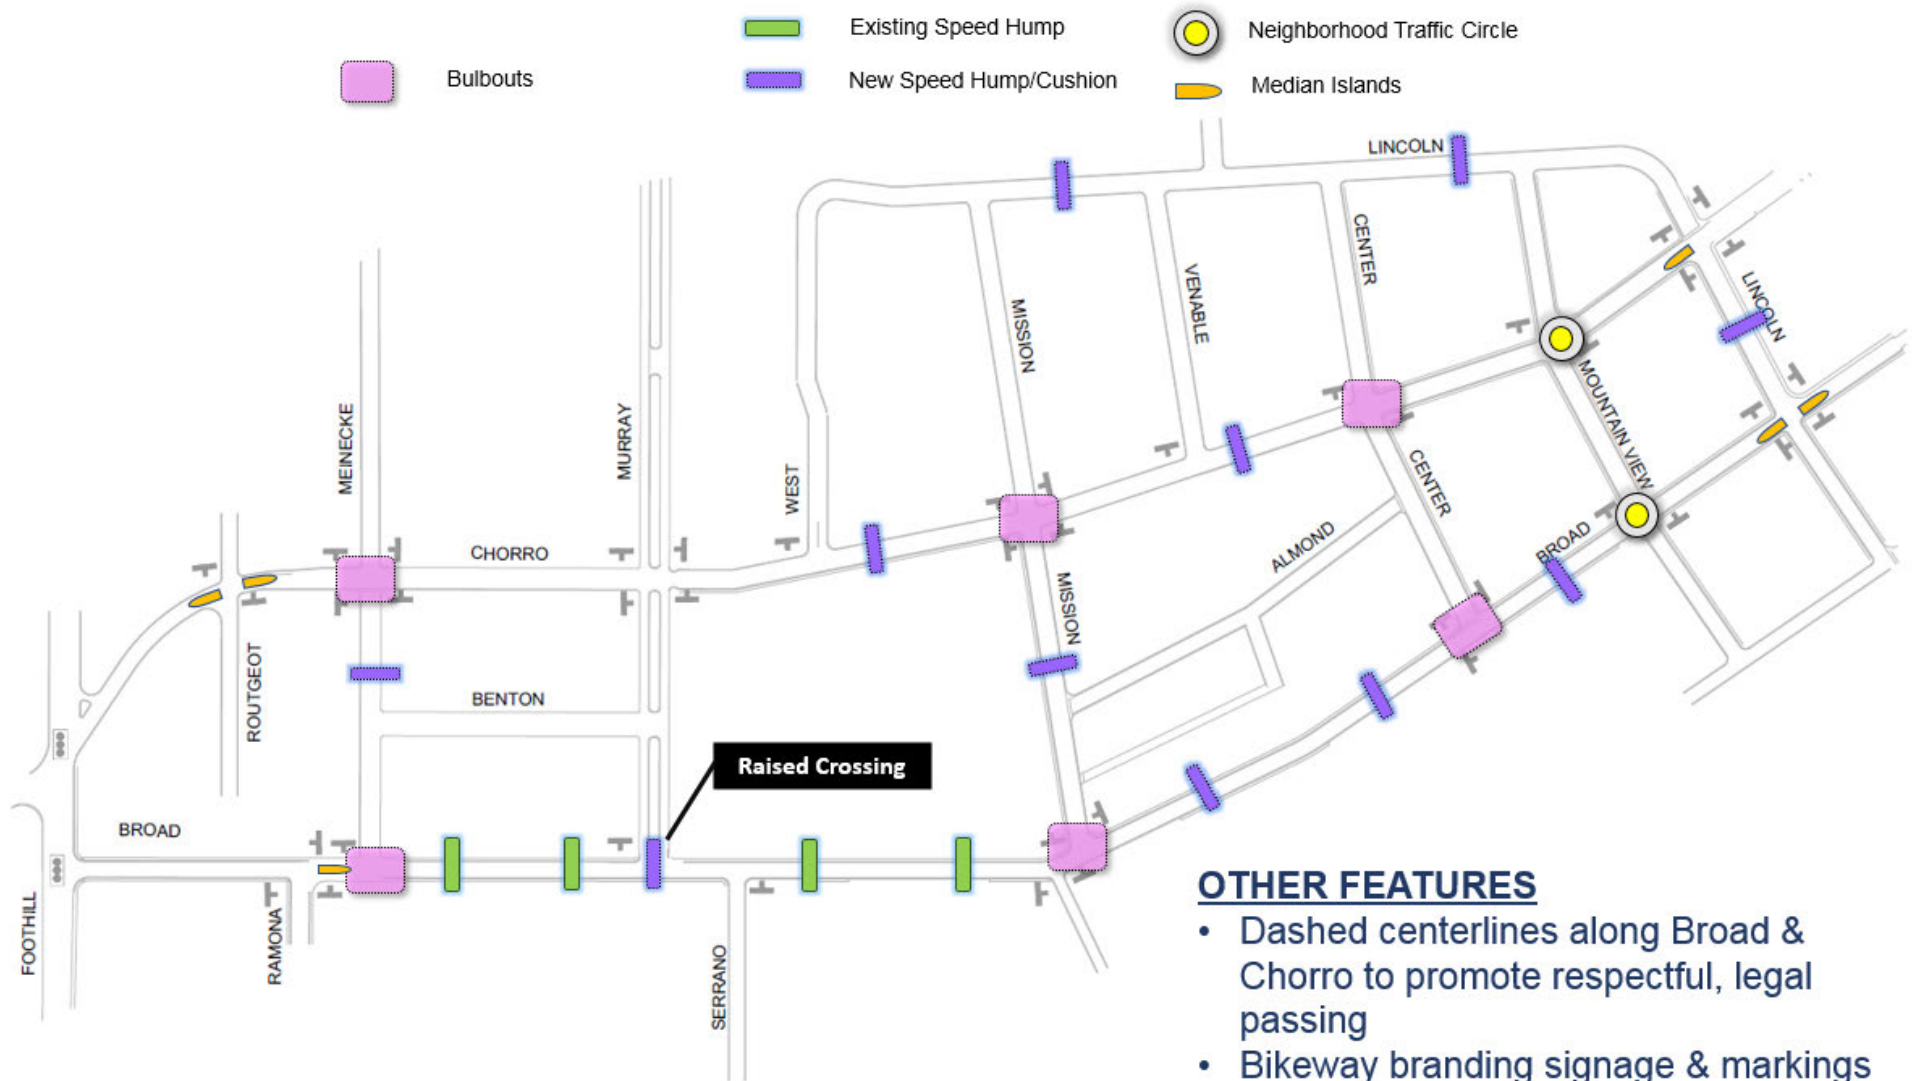 Existing Speed Hump
Neighborhood Traffic Circle
Bulbouts
New Speed Hump/Cushion
Median Islands
LINCOLN
CENTER
VENABLE
MISSION
LINCOLN
MOUNTAIN VIEW
MEINECKE
MURRAY
WEST
CENTER
CHORRO
ALMOND
BROAD
MISSION
ROUTGEOT
BENTON
Raised Crossing
BROAD
FOOTHILL
RAMONA
SERRANO
OTHER FEATURES
• Dashed centerlines along Broad &
Chorro to promote respectful, legal
passing
• Bikeway branding signage & markings